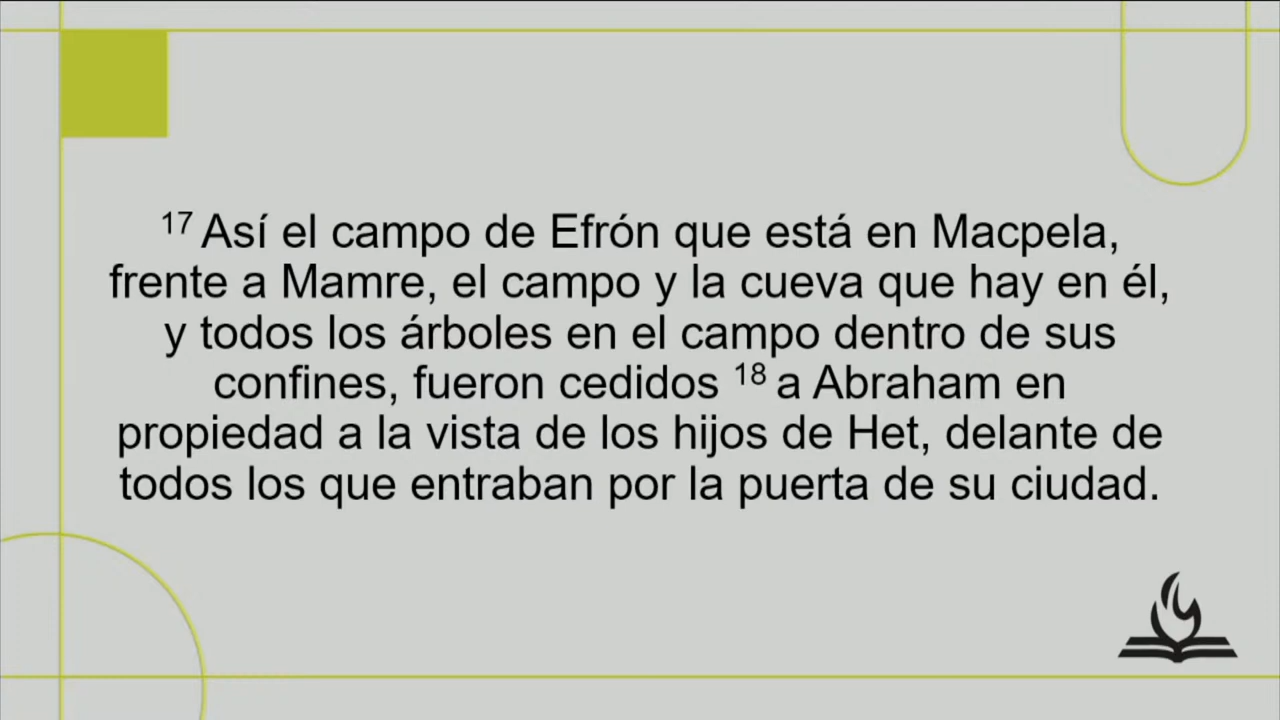 17 Así el campo de Efrón que está en Macpela,
frente a Mamre, el campo y la cueva que hay en él,
y todos los árboles en el campo dentro de sus
confines, fueron cedidos 18 a Abraham en
propiedad a la vista de los hijos de Het, delante de
todos los que entraban por la puerta de su ciudad.